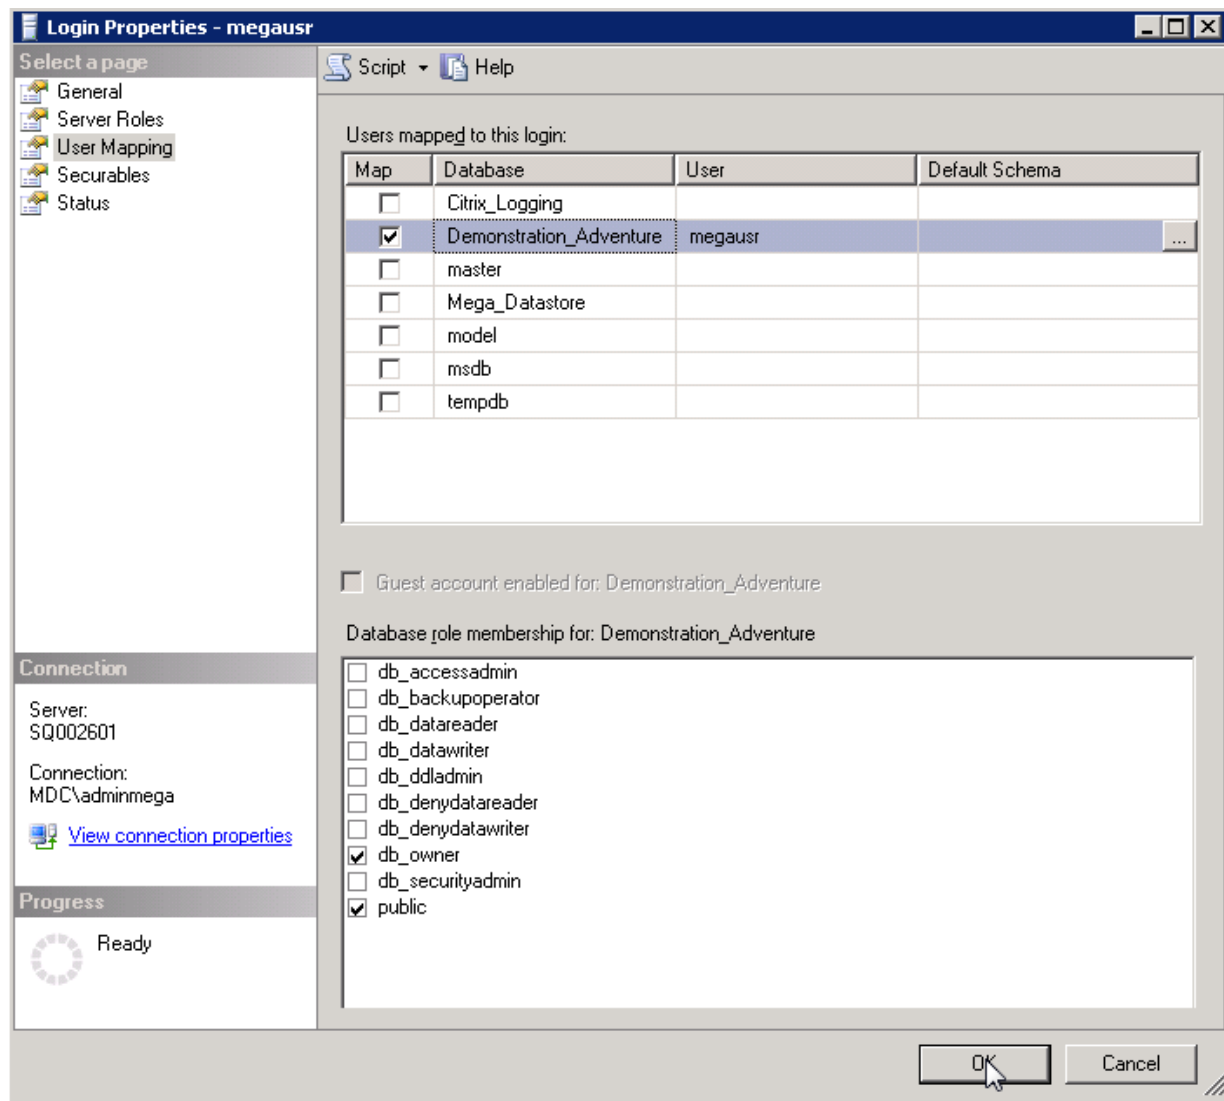 Login Properties - megausr
Select a page
General
Server Roles
User Mapping
Securables
Status
Script Help
Users mapped to this login:
Map Database User Default Schema
Citrix_Logging
Demonstration_Adventure megausr ...
master
Mega_Datastore
model
msdb
tempdb
Guest account enabled for: Demonstration_Adventure
Database role membership for: Demonstration_Adventure
db_accessadmin
db_backupoperator
db_datareader
db_datawriter
db_ddladmin
db_denydatareader
db_denydatawriter
db_owner
db_securityadmin
public
Connection
Server:
SQ002601
Connection:
MDC\adminmega
View connection properties
Progress
Ready
OK Cancel